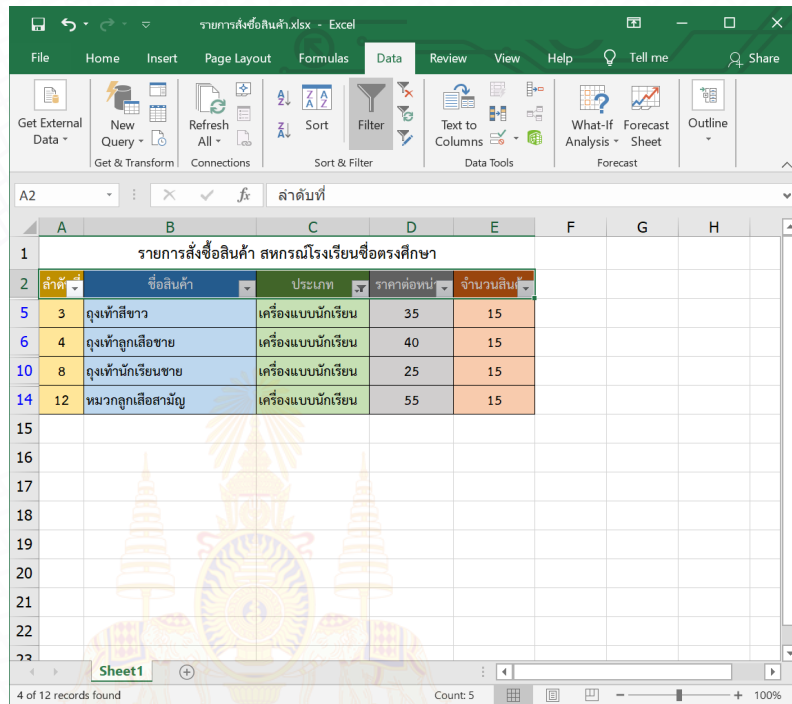 รายการสั่งซื้อสินค้า.xlsx - Excel
File Home Insert Page Layout Formulas Data Review View Help Tell me Share
Get External Data
New Query
Refresh All
Sort
Filter
Text to Columns
What-If Analysis
Forecast Sheet
Outline
Get & Transform Connections Sort & Filter Data Tools Forecast
A2 fx ลำดับที่
A B C D E F G H
1 รายการสั่งซื้อสินค้า สหกรณ์โรงเรียนซื่อตรงศึกษา
2 ชื่อสินค้า ประเภท
5 3 ถุงเท้าสีขาว เครื่องแบบนักเรียน 35 15
6 4 ถุงเท้าลูกเสือชาย เครื่องแบบนักเรียน 40 15
10 8 ถุงเท้านักเรียนชาย เครื่องแบบนักเรียน 25 15
14 12 หมวกลูกเสือสามัญ เครื่องแบบนักเรียน 55 15
15
16
17
18
19
20
21
22
23
Sheet1
4 of 12 records found Count: 5 100%